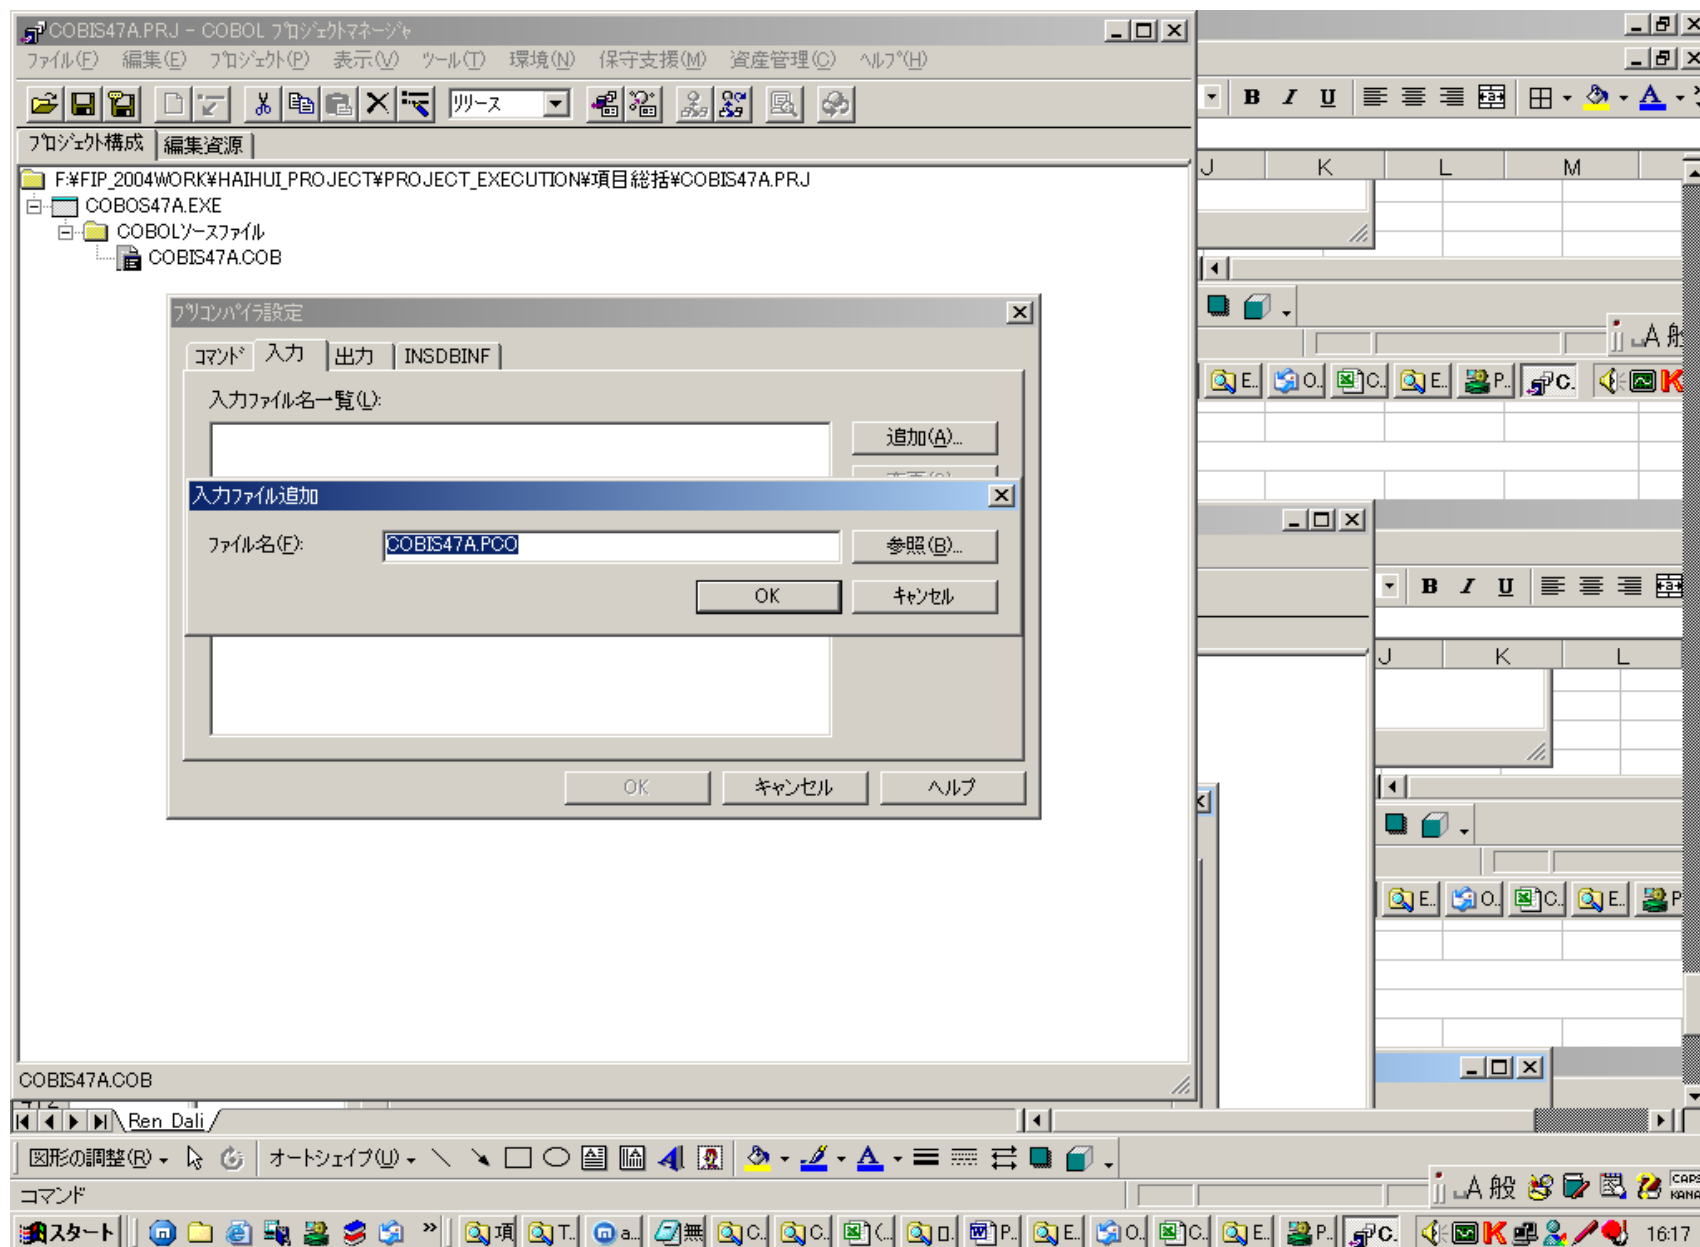 COBIS47A.PRJ - COBOL ﾌﾟﾛｼﾞｪｸﾄﾏﾈｰｼﾞｬ
ﾌｧｲﾙ(F) 編集(E) ﾌﾟﾛｼﾞｪｸﾄ(P) 表示(V) ﾂｰﾙ(T) 環境(N) 保守支援(M) 資産管理(C) ﾍﾙﾌﾟ(H)
ﾘﾘｰｽ
B I U
ﾌﾟﾛｼﾞｪｸﾄ構成 編集資源
J K L M
F:¥FIP_2004WORK¥HAIHUI_PROJECT¥PROJECT_EXECUTION¥項目総括¥COBIS47A.PRJ
COBOS47A.EXE
COBOLｿｰｽﾌｧｲﾙ
COBIS47A.COB
ﾌﾟﾘｺﾝﾊﾟｲﾗ設定
A 般
ｺﾏﾝﾄﾞ 入力 出力 INSDBINF
E.. O.. C.. E.. P.. C.
入力ﾌｧｲﾙ名一覧(L):
追加(A)...
入力ﾌｧｲﾙ追加
ﾌｧｲﾙ名(F): COBIS47A.PCO 参照(B)...
OK ｷｬﾝｾﾙ
B I U
J K L
OK キャンセル ヘルプ
E.. O.. C.. E.. P
COBIS47A.COB
Ren_Dali
図形の調整(R) オートシェイプ(U)
コマンド
A 般 CAPS KANA
スタート » 項 T.. a... 無 C.. C.. (.. ロ.. P.. E.. O.. C.. E.. P.. C. 16:17